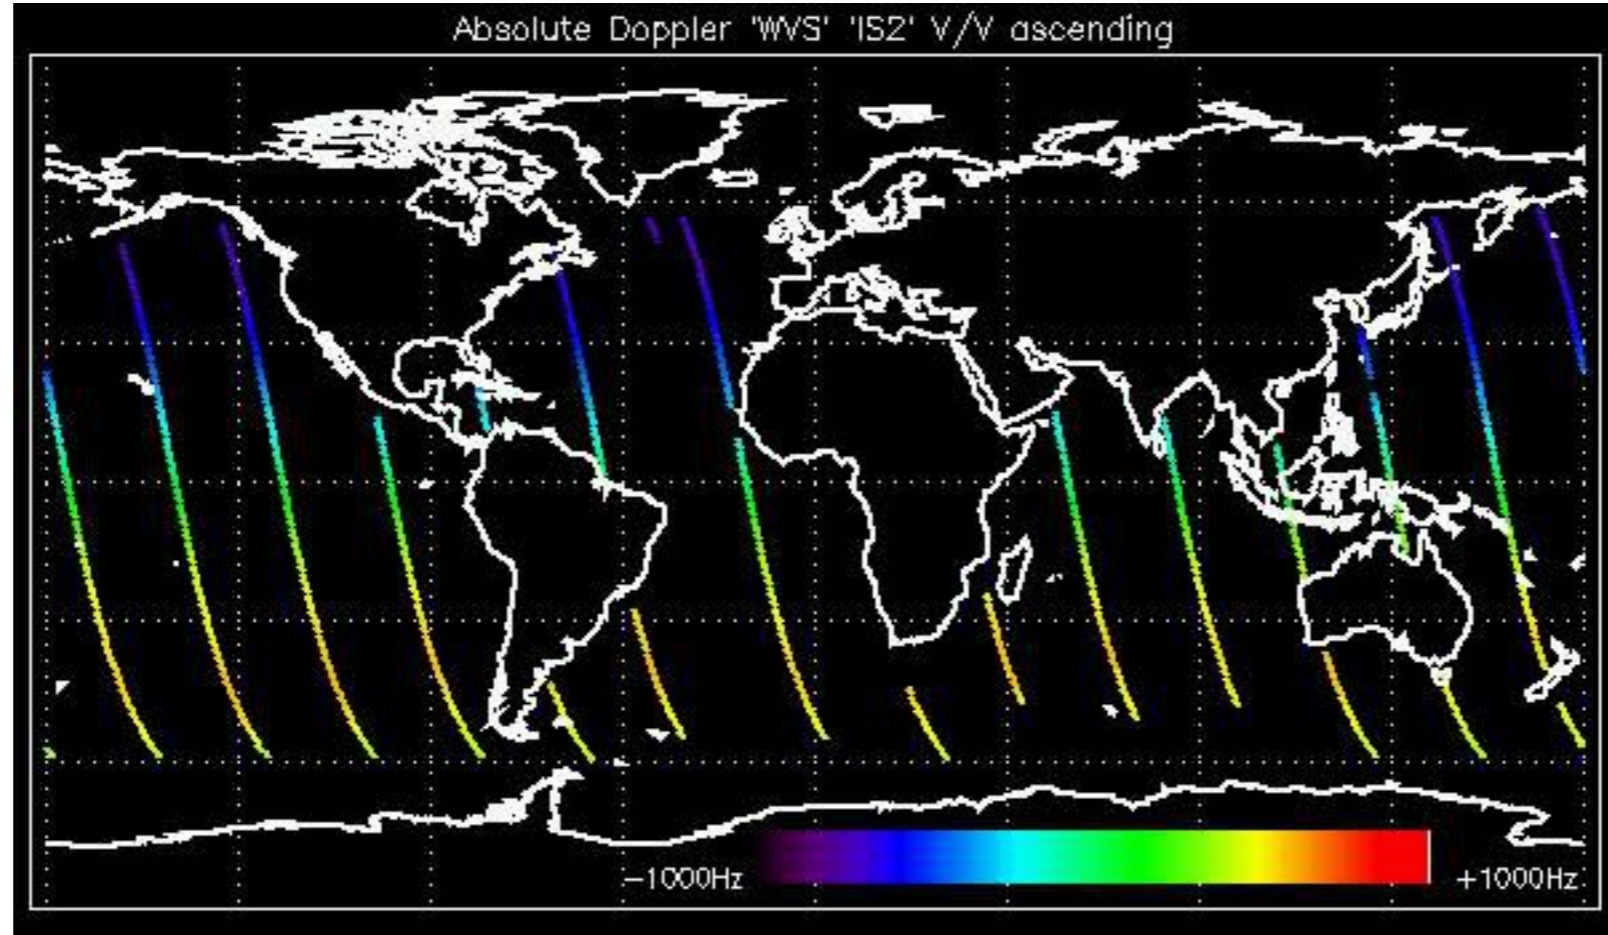 Absolute Doppler 'WVS' 'IS2' V/V ascending
-1000Hz +1000Hz